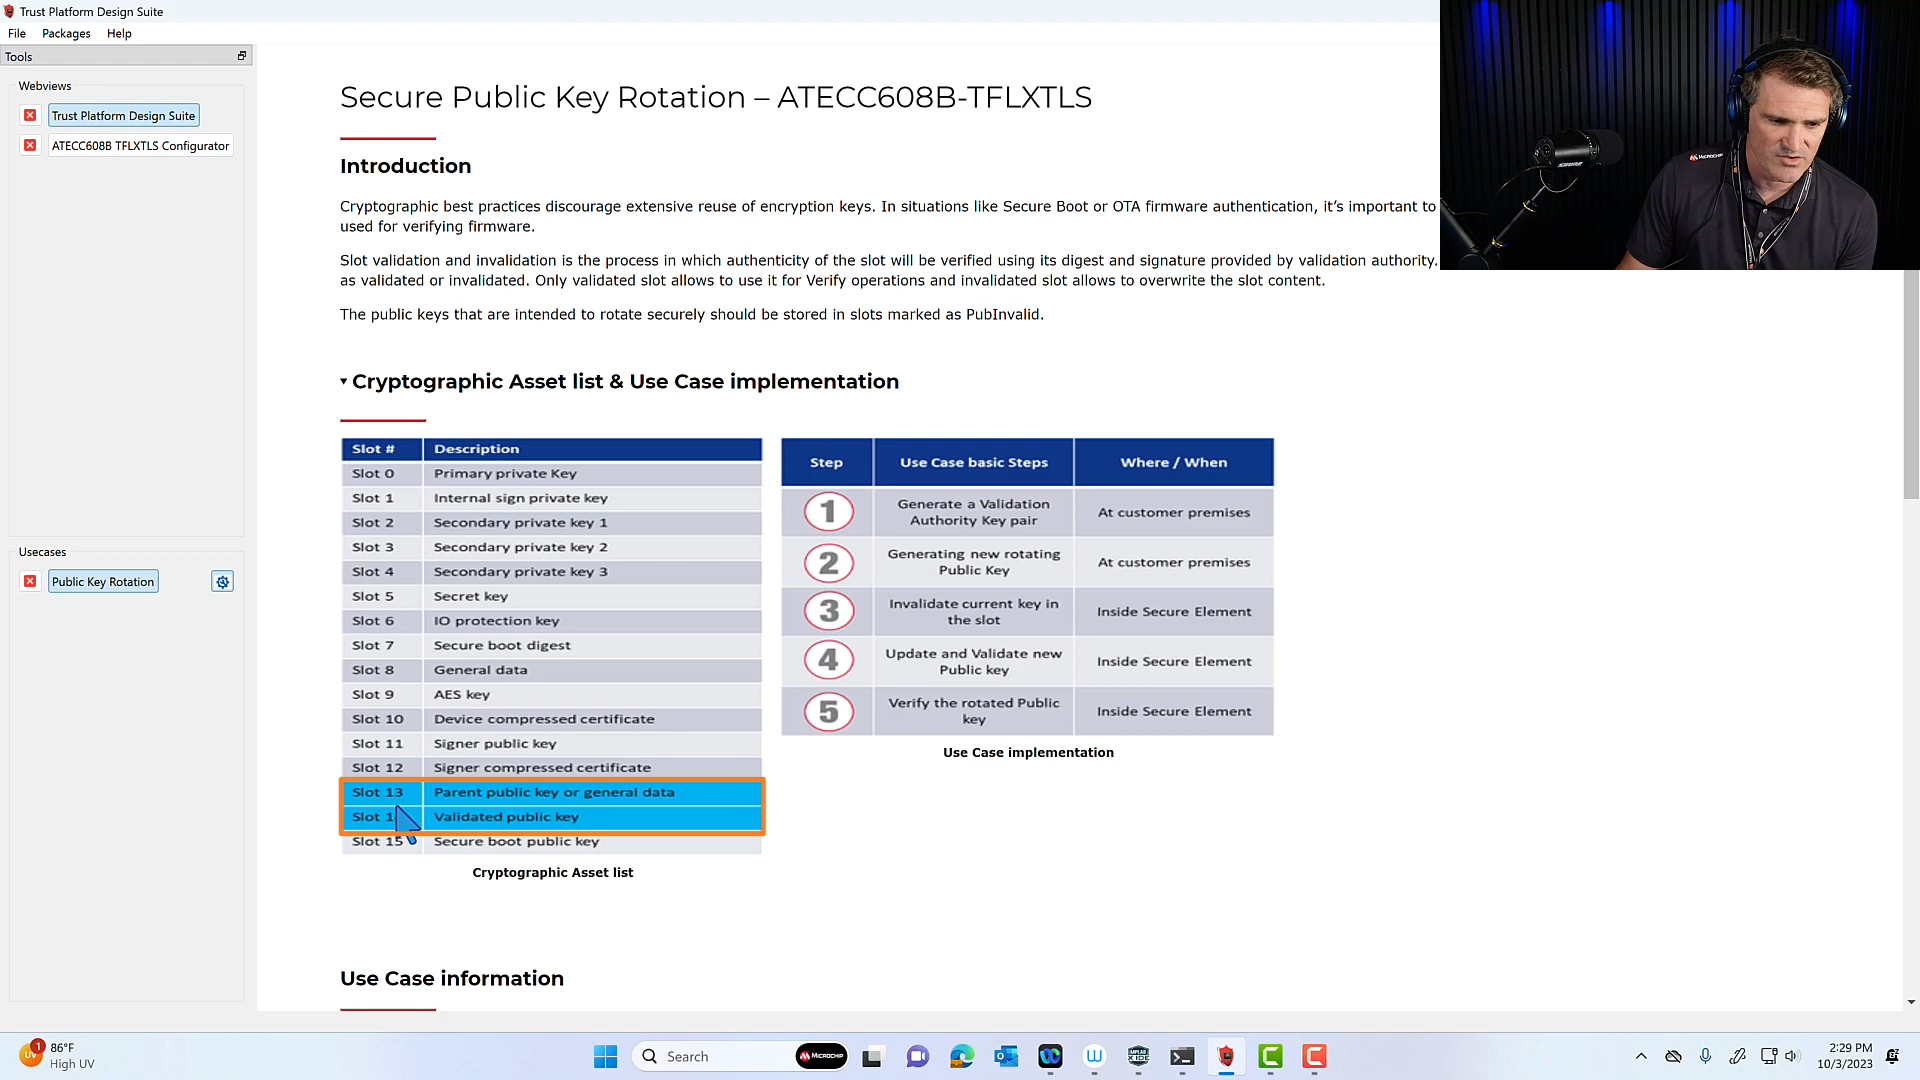 Trust Platform Design Suite
File Packages Help
Tools
Webviews
Trust Platform Design Suite
ATECC608B TFLXTLS Configurator
Usecases
Public Key Rotation
Secure Public Key Rotation – ATECC608B-TFLXTLS
Introduction
Cryptographic best practices discourage extensive reuse of encryption keys. In situations like Secure Boot or OTA firmware authentication, it's important to
used for verifying firmware.
Slot validation and invalidation is the process in which authenticity of the slot will be verified using its digest and signature provided by validation authority.
as validated or invalidated. Only validated slot allows to use it for Verify operations and invalidated slot allows to overwrite the slot content.
The public keys that are intended to rotate securely should be stored in slots marked as PubInvalid.
Cryptographic Asset list & Use Case implementation
Slot # Description
Slot 0 Primary private Key
Slot 1 Internal sign private key
Slot 2 Secondary private key 1
Slot 3 Secondary private key 2
Slot 4 Secondary private key 3
Slot 5 Secret key
Slot 6 IO protection key
Slot 7 Secure boot digest
Slot 8 General data
Slot 9 AES key
Slot 10 Device compressed certificate
Slot 11 Signer public key
Slot 12 Signer compressed certificate
Slot 13 Parent public key or general data
Slot Validated public key
Slot 15 Secure boot public key
Cryptographic Asset list
Step Use Case basic Steps Where / When
1 Generate a Validation
Authority Key pair At customer premises
2 Generating new rotating
Public Key At customer premises
3 Invalidate current key in
the slot Inside Secure Element
4 Update and Validate new
Public key Inside Secure Element
5 Verify the rotated Public
key Inside Secure Element
Use Case implementation
Use Case information
MICROCHIP
SHURE
1
UV
86°F
High UV
Search
MICROCHIP
2:29 PM
10/3/2023